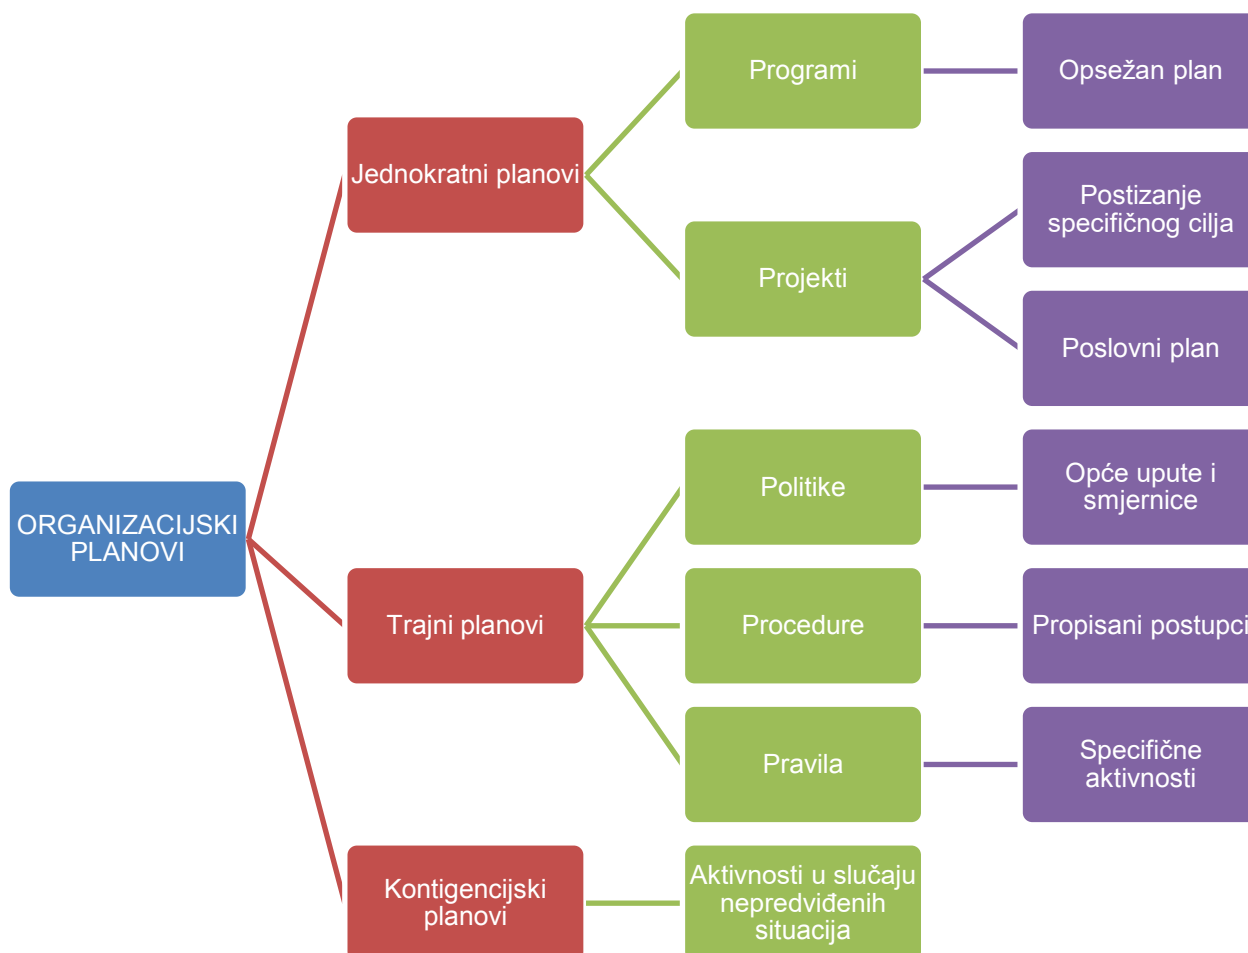 ORGANIZACIJSKI
PLANOVI
Jednokratni planovi
Programi
Opsežan plan
Projekti
Postizanje
specifičnog cilja
Poslovni plan
Trajni planovi
Politike
Opće upute i
smjernice
Procedure
Propisani postupci
Pravila
Specifične
aktivnosti
Kontigencijski
planovi
Aktivnosti u slučaju
nepredviđenih
situacija